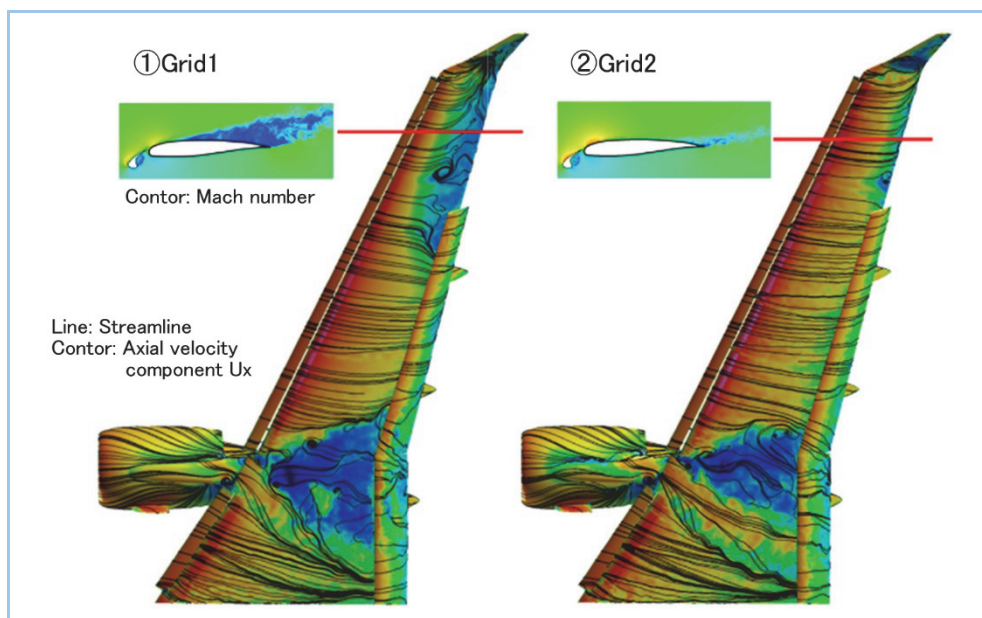 ①Grid1
②Grid2
Contor: Mach number
Line: Streamline
Contor: Axial velocity
component Ux